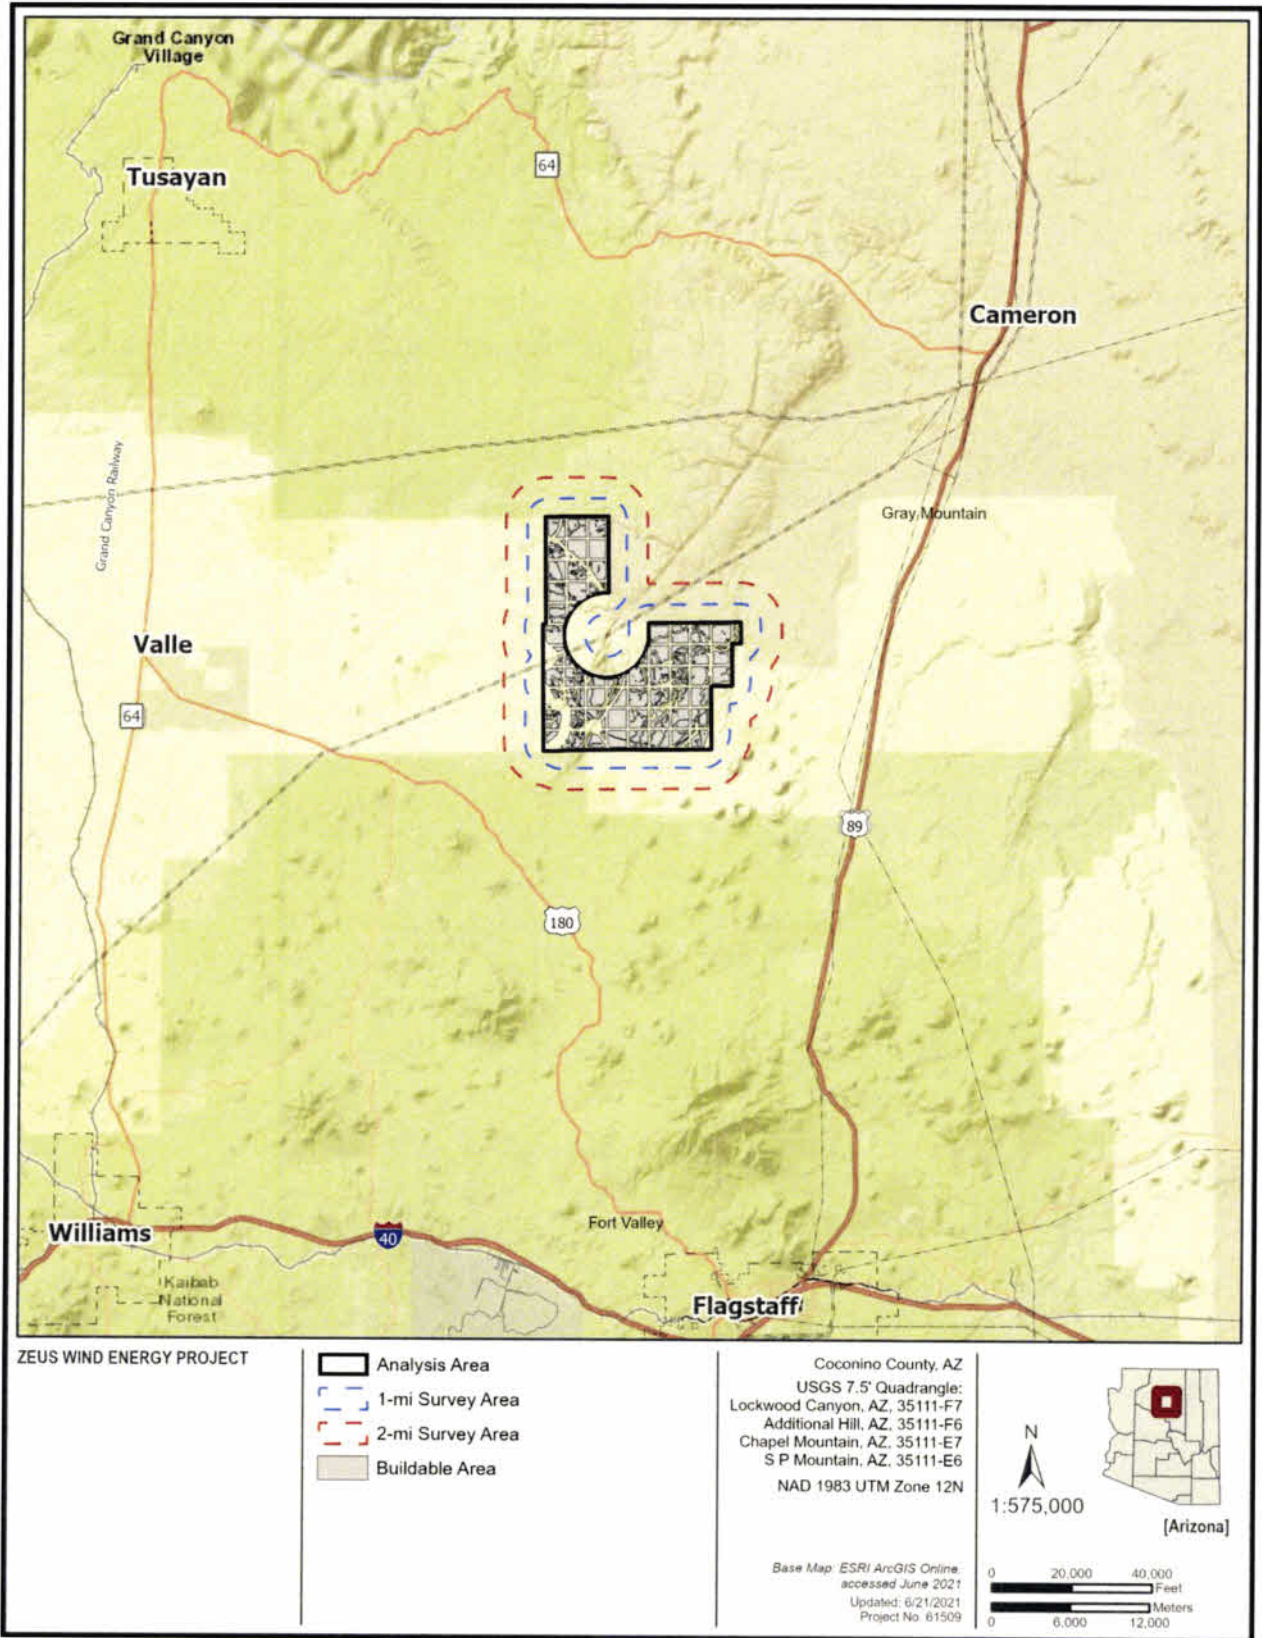 Grand Canyon
Village
Tusayan
64
Cameron
Grand Canyon Railway
Gray Mountain
Valle
64
89
180
Fort Valley
Williams
40
Kaibab
National
Forest
Flagstaff
ZEUS WIND ENERGY PROJECT
Analysis Area
1-mi Survey Area
2-mi Survey Area
Buildable Area
Coconino County, AZ
USGS 7.5' Quadrangle:
Lockwood Canyon, AZ, 35111-F7
Additional Hill, AZ, 35111-F6
Chapel Mountain, AZ, 35111-E7
S P Mountain, AZ, 35111-E6
NAD 1983 UTM Zone 12N
Base Map: ESRI ArcGIS Online,
accessed June 2021
Updated: 6/21/2021
Project No. 61509
N
1:575,000
[Arizona]
0 20,000 40,000
Feet
Meters
0 6,000 12,000